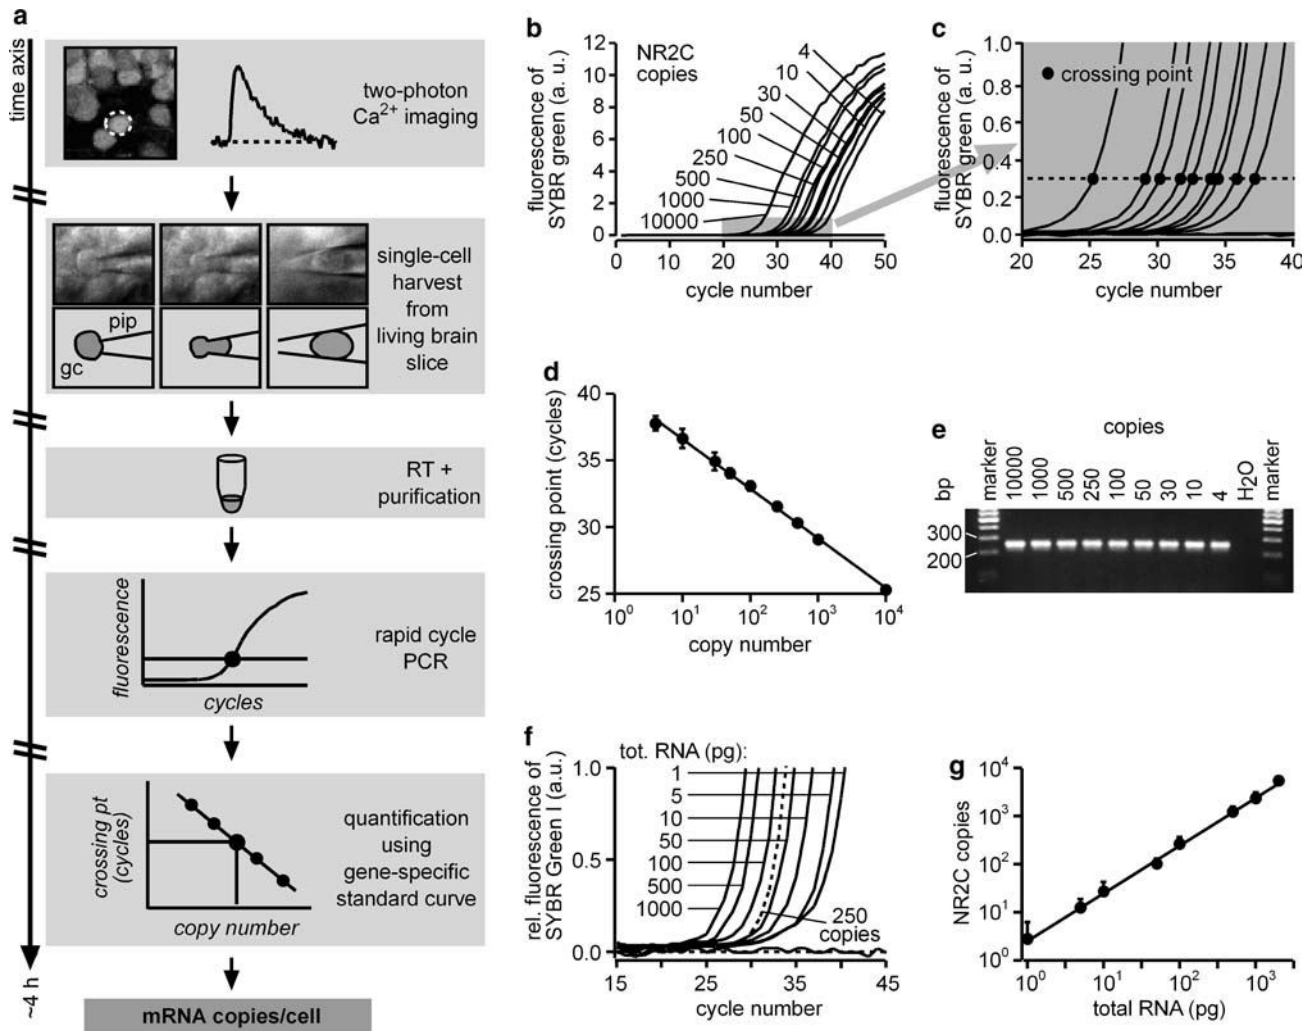 a
time axis
two-photon
Ca2+ imaging
single-cell
harvest
from
living brain
slice
pip
gc
RT +
purification
fluorescence
cycles
rapid cycle
PCR
crossing pt
(cycles)
copy number
quantification
using
gene-specific
standard curve
~4 h
mRNA copies/cell
b
fluorescence of
SYBR green (a. u.)
12
10
8
6
4
2
0
NR2C
copies
4
10
30
50
100
250
500
1000
10000
0 10 20 30 40 50
cycle number
c
fluorescence of
SYBR green (a. u.)
1.0
0.8
0.6
0.4
0.2
0.0
crossing point
20 25 30 35 40
cycle number
d
crossing point (cycles)
40
35
30
25
10^0 10^1 10^2 10^3 10^4
copy number
e
copies
bp marker 10000 1000 500 250 100 50 30 10 4 H2O marker
300
200
f
rel. fluorescence of
SYBR Green I (a.u.)
tot. RNA (pg):
1.0
0.5
0.0
1
5
10
50
100
500
1000
250
copies
15 25 35 45
cycle number
g
NR2C copies
10^4
10^3
10^2
10^1
10^0
10^0 10^1 10^2 10^3
total RNA (pg)